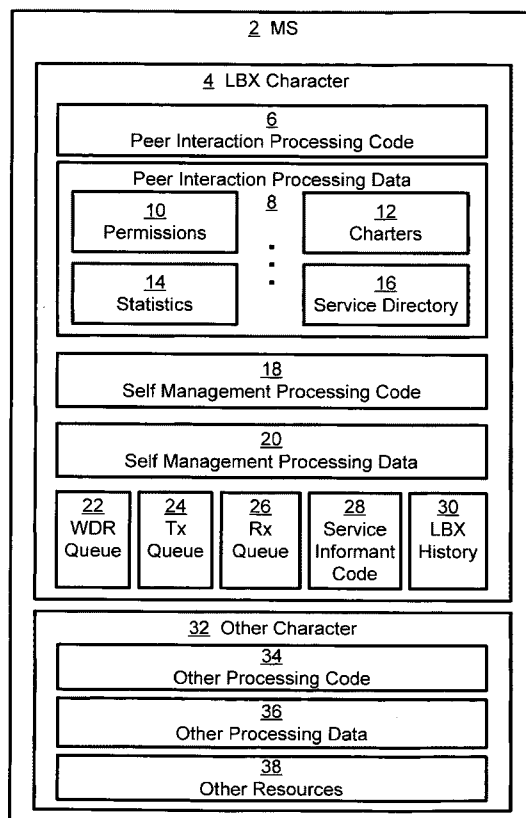 2 MS
4 LBX Character
6
Peer Interaction Processing Code
Peer Interaction Processing Data
8
10
Permissions
12
Charters
14
Statistics
16
Service Directory
18
Self Management Processing Code
20
Self Management Processing Data
22
WDR
Queue
24
Tx
Queue
26
Rx
Queue
28
Service
Informant
Code
30
LBX
History
32 Other Character
34
Other Processing Code
36
Other Processing Data
38
Other Resources